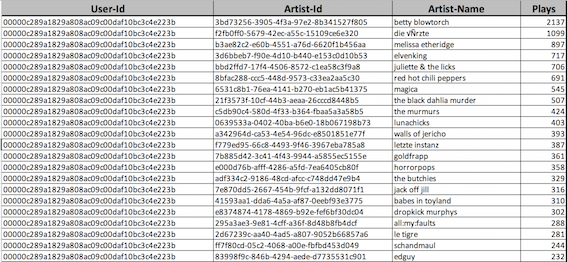 User-Id Artist-Id Artist-Name Plays
00000c289a1829a808ac09c00daf10bc3c4e223b 3bd73256-3905-4f3a-97e2-8b341527f805 betty blowtorch 2137
00000c289a1829a808ac09c00daf10bc3c4e223b f2fb0ff0-5679-42ec-a55c-15109ce6e320 die √Ñrzte 1099
00000c289a1829a808ac09c00daf10bc3c4e223b b3ae82c2-e60b-4551-a76d-6620f1b456aa melissa etheridge 897
00000c289a1829a808ac09c00daf10bc3c4e223b 3d6bbeb7-f90e-4d10-b440-e153c0d10b53 elvenking 717
00000c289a1829a808ac09c00daf10bc3c4e223b bbd2ffd7-17f4-4506-8572-c1ea58c3f9a8 juliette & the licks 706
00000c289a1829a808ac09c00daf10bc3c4e223b 8bfac288-ccc5-448d-9573-c33ea2aa5c30 red hot chili peppers 691
00000c289a1829a808ac09c00daf10bc3c4e223b 6531c8b1-76ea-4141-b270-eb1ac5b41375 magica 545
00000c289a1829a808ac09c00daf10bc3c4e223b 21f3573f-10cf-44b3-aeaa-26cccd8448b5 the black dahlia murder 507
00000c289a1829a808ac09c00daf10bc3c4e223b c5db90c4-580d-4f33-b364-fbaa5a3a58b5 the murmurs 424
00000c289a1829a808ac09c00daf10bc3c4e223b 0639533a-0402-40ba-b6e0-18b067198b73 lunachicks 403
00000c289a1829a808ac09c00daf10bc3c4e223b a342964d-ca53-4e54-96dc-e8501851e77f walls of jericho 393
00000c289a1829a808ac09c00daf10bc3c4e223b f779ed95-66c8-4493-9f46-3967eba785a8 letzte instanz 387
00000c289a1829a808ac09c00daf10bc3c4e223b 7b885d42-3c41-4f43-9944-a5855ec5155e goldfrapp 361
00000c289a1829a808ac09c00daf10bc3c4e223b e000d76b-afff-4286-a5fd-7ea6405cb80f horrorpops 358
00000c289a1829a808ac09c00daf10bc3c4e223b adf334c2-9186-48cd-afcc-c748dd47e9b4 the butchies 329
00000c289a1829a808ac09c00daf10bc3c4e223b 7e870dd5-2667-454b-9fcf-a132dd8071f1 jack off jill 316
00000c289a1829a808ac09c00daf10bc3c4e223b 41593aa1-dda6-4a5a-af87-0eebf93e3775 babes in toyland 310
00000c289a1829a808ac09c00daf10bc3c4e223b e8374874-4178-4869-b92e-fef6bf30dc04 dropkick murphys 302
00000c289a1829a808ac09c00daf10bc3c4e223b 295a3ae3-9e81-4cff-a36f-8d48b8fb4dcf all:my:faults 288
00000c289a1829a808ac09c00daf10bc3c4e223b 2d67239c-aa40-4ad5-a807-9052b66857a6 le tigre 281
00000c289a1829a808ac09c00daf10bc3c4e223b ff7f80cd-05c2-4068-a00e-fbfbd453d049 schandmaul 244
00000c289a1829a808ac09c00daf10bc3c4e223b 83998f9c-846b-4294-aede-d7735531c901 edguy 232